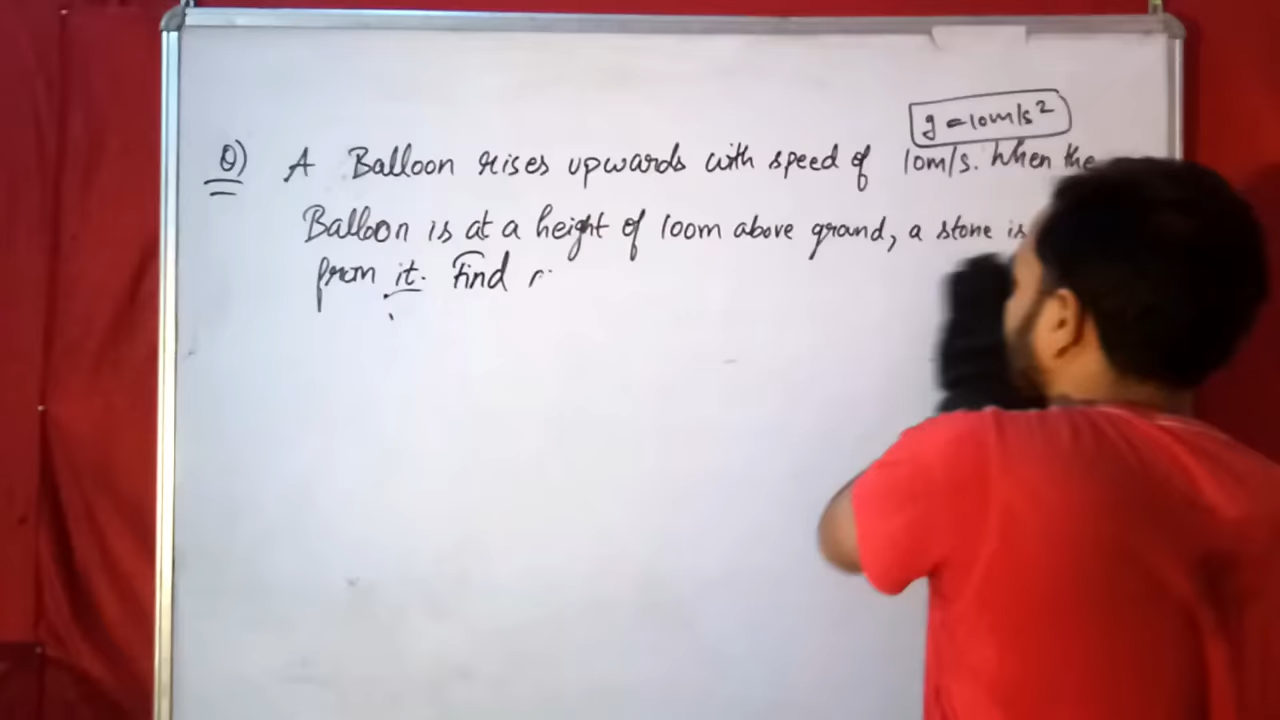 g = 10m/s²
Q) A Balloon rises upwards with speed of 10m/s. When the
Balloon is at a height of 100m above ground, a stone is
from it. Find